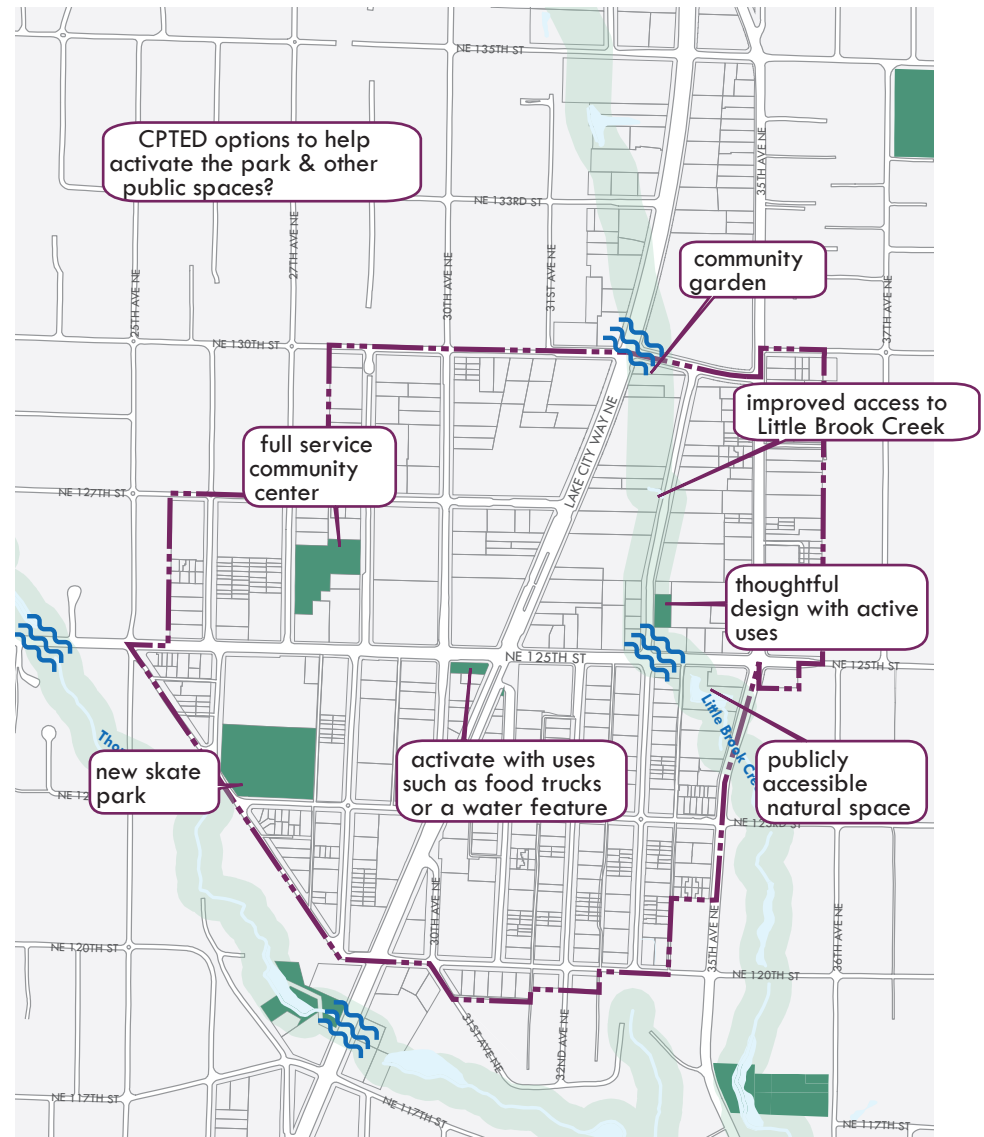 NE 135TH ST
CPTED options to help
activate the park & other
public spaces?
35TH AVE NE
NE 133RD ST
27TH AVE NE
25TH AVE NE
30TH AVE NE
31ST AVE NE
37TH AVE NE
community
garden
NE 130TH ST
improved access to
Little Brook Creek
LAKE CITY WAY NE
full service
community
center
NE 127TH ST
thoughtful
design with active
uses
NE 125TH ST
NE 125TH ST
Little Brook
publicly
accessible
natural space
activate with uses
such as food trucks
or a water feature
new skate
park
NE 123RD ST
30TH AVE NE
35TH AVE NE
36TH AVE NE
NE 120TH ST
NE 120TH ST
31ST AVE NE
32ND AVE NE
NE 117TH ST
NE 117TH ST
NE 117TH ST